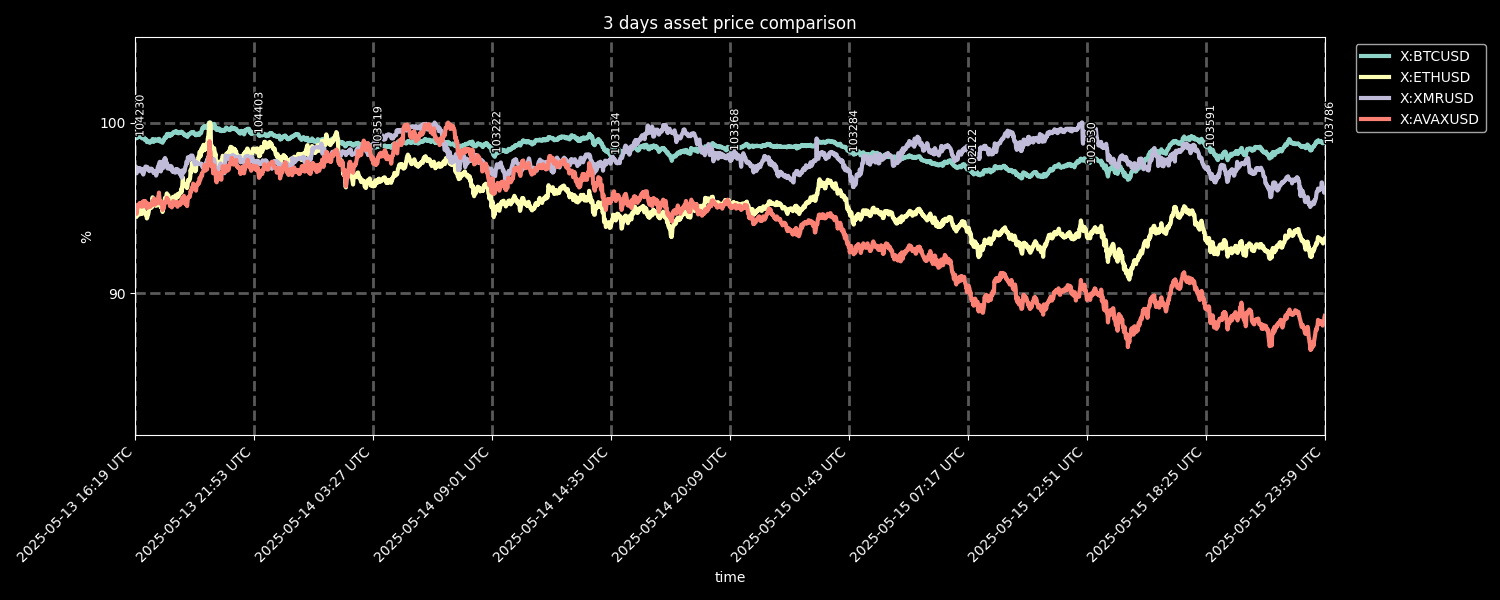 3 days asset price comparison
X:BTCUSD
X:ETHUSD
X:XMRUSD
X:AVAXUSD
100
90
%
104230
104403
103519
103222
103134
103368
103284
102122
102630
103591
103786
2025-05-13 16:19 UTC
2025-05-13 21:53 UTC
2025-05-14 03:27 UTC
2025-05-14 09:01 UTC
2025-05-14 14:35 UTC
2025-05-14 20:09 UTC
2025-05-15 01:43 UTC
2025-05-15 07:17 UTC
2025-05-15 12:51 UTC
2025-05-15 18:25 UTC
2025-05-15 23:59 UTC
time